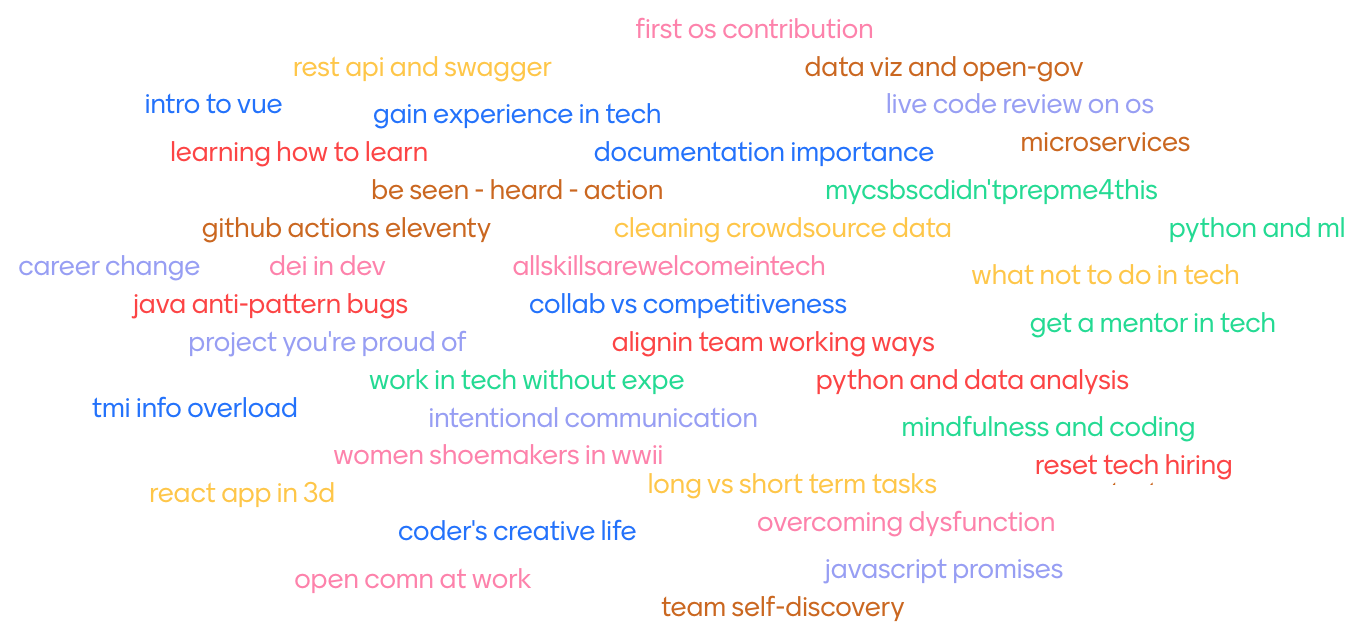 first os contribution
rest api and swagger
data viz and open-gov
intro to vue
gain experience in tech
live code review on os
learning how to learn
documentation importance
microservices
be seen - heard - action
mycsbscdidn'tprepme4this
github actions eleventy
cleaning crowdsource data
python and ml
career change
dei in dev
allskillsarewelcomeintech
what not to do in tech
java anti-pattern bugs
collab vs competitiveness
get a mentor in tech
project you're proud of
alignin team working ways
work in tech without expe
python and data analysis
tmi info overload
intentional communication
mindfulness and coding
women shoemakers in wwii
reset tech hiring
react app in 3d
long vs short term tasks
coder's creative life
overcoming dysfunction
open comn at work
javascript promises
team self-discovery